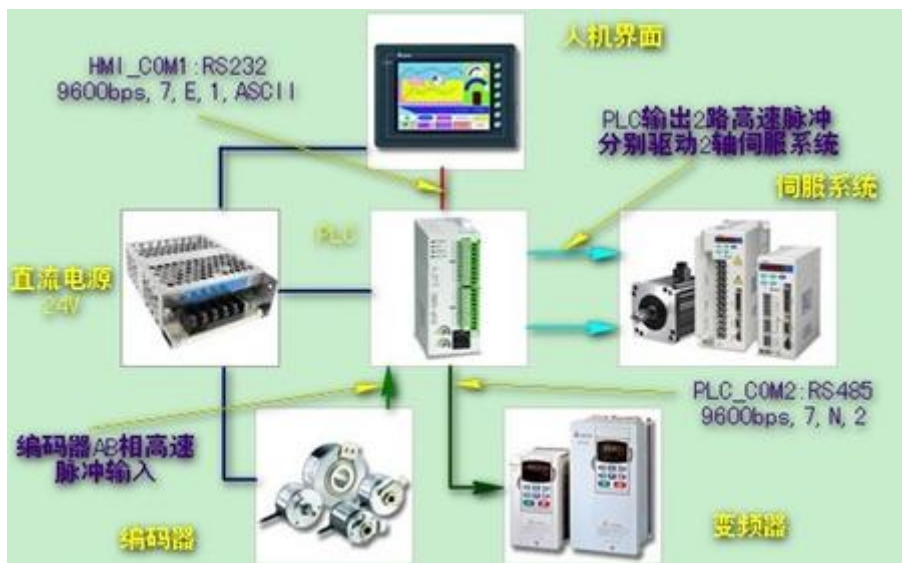 人机界面
HMI_COM1:RS232
9600bps, 7, E, 1, ASCII
PLC输出2路高速脉冲
分别驱动2轴伺服系统
伺服系统
PLC
直流电源
24V
PLC_COM2:RS485
9600bps, 7, N, 2
编码器AB相高速
脉冲输入
编码器
变频器